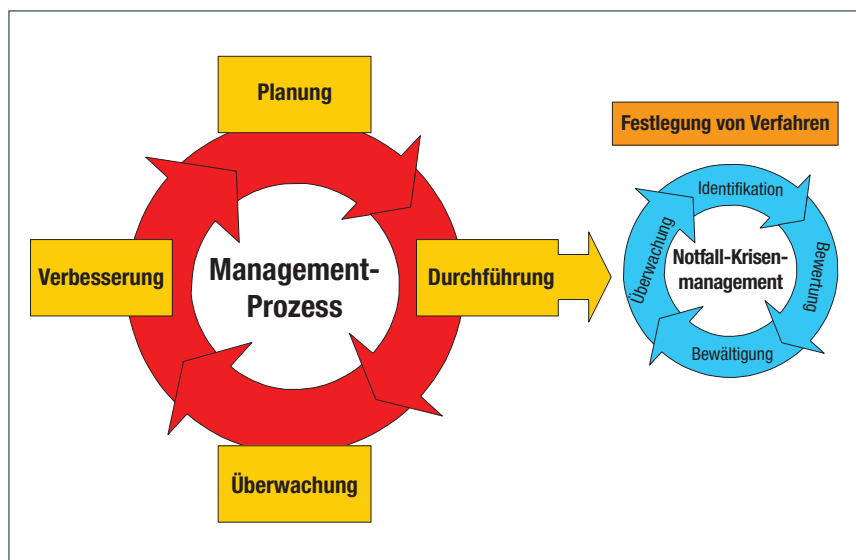 Planung
Festlegung von Verfahren
Identifikation
Überwachung
Bewertung
Notfall-Krisen-
management
Bewältigung
Verbesserung
Management-
Prozess
Durchführung
Überwachung